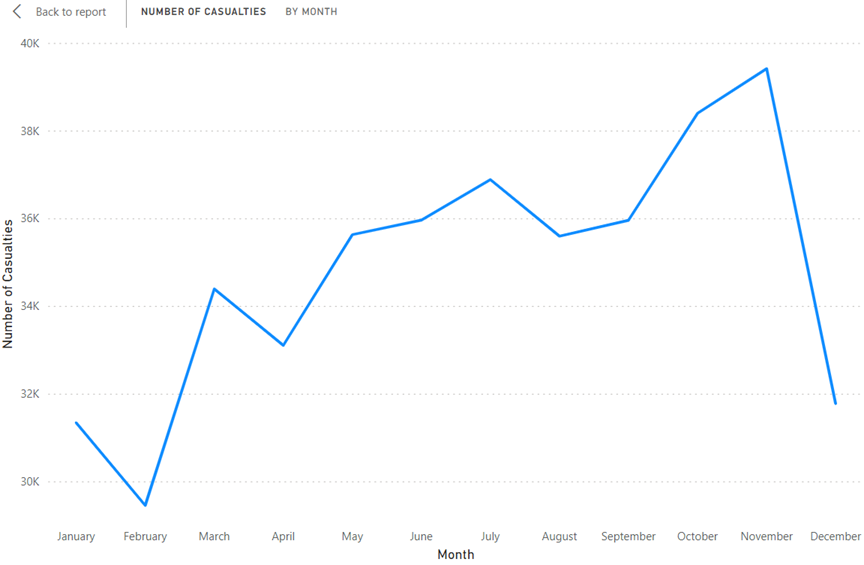 Back to report
NUMBER OF CASUALTIES BY MONTH
40K
38K
36K
34K
32K
30K
Number of Casualties
January February March April May June July August September October November December
Month